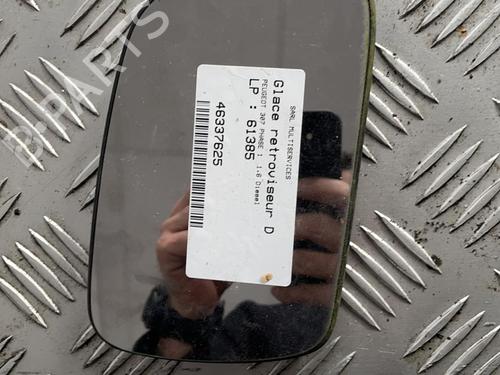 SARL MULTISERVICES
Glace retroviseur D
PEUGEOT 307 PHASE 1 1.6 Diesel
LP : 61385
46337625
B-PARTS